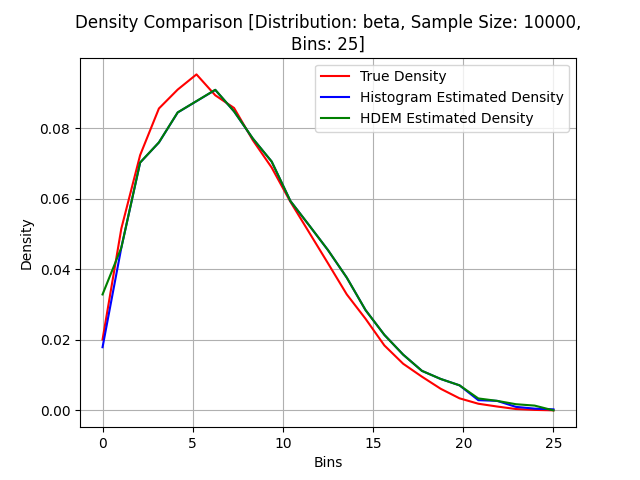 Density Comparison [Distribution: beta, Sample Size: 10000,
Bins: 25]
True Density
Histogram Estimated Density
HDEM Estimated Density
Density
0.08
0.06
0.04
0.02
0.00
0
5
10
15
20
25
Bins